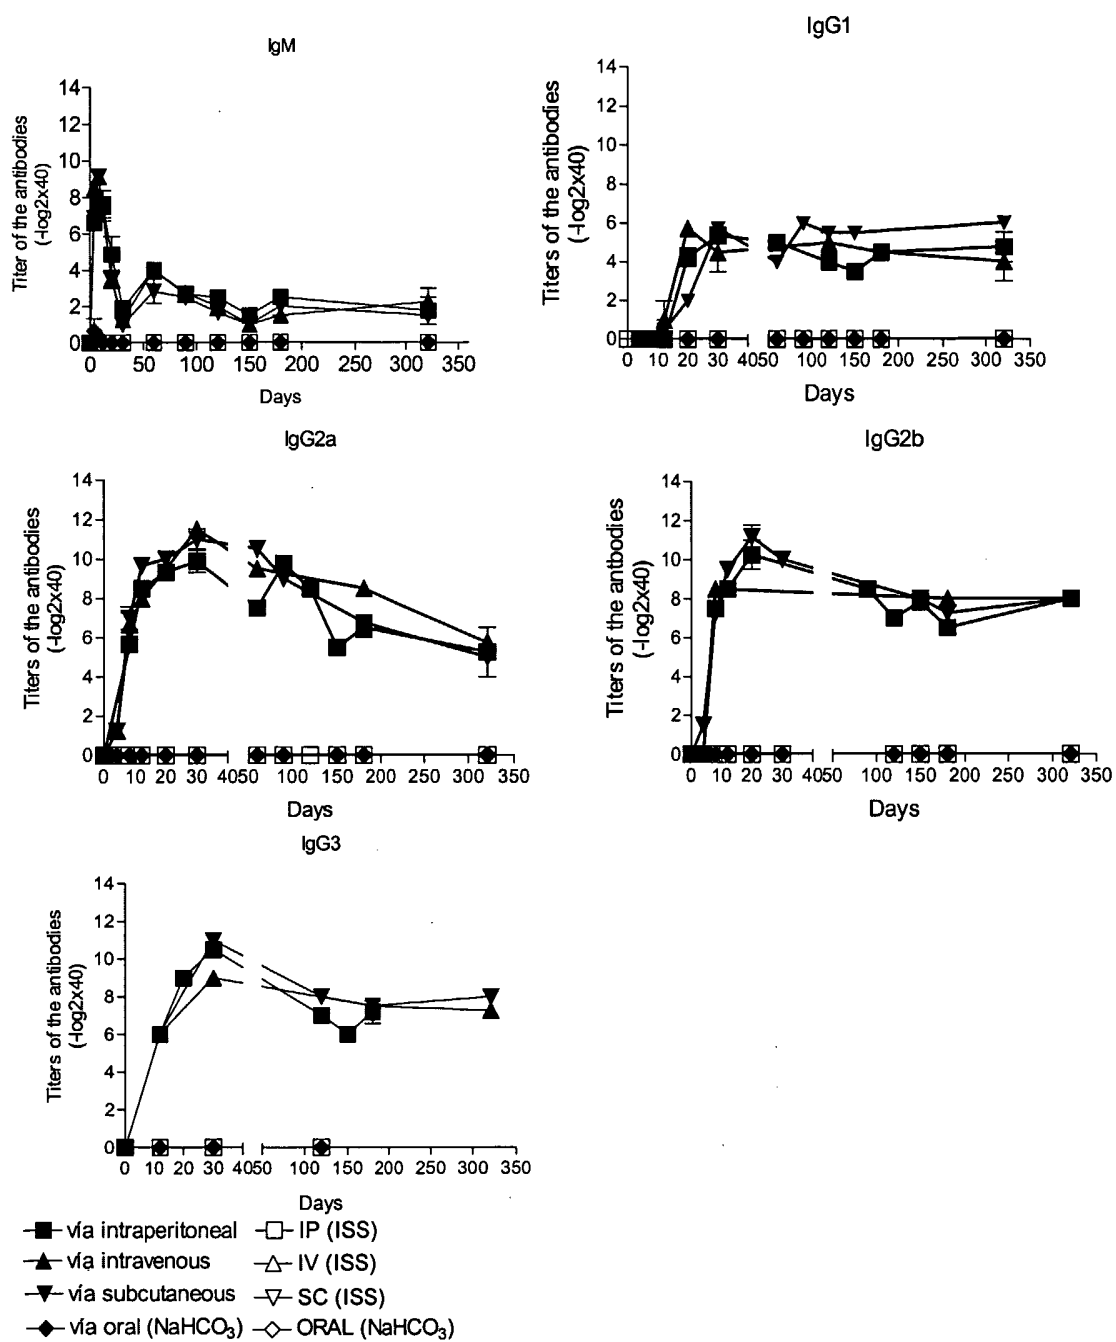 IgM
Titer of the antibodies
(-log2x40)
14
12
10
8
6
4
2
0
0 50 100 150 200 250 300 350
Days
IgG1
Titers of the antibodies
(-log2x40)
14
12
10
8
6
4
2
0
0 10 20 30 4050 100 150 200 250 300 350
Days
IgG2a
Titers of the antibodies
(-log2x40)
14
12
10
8
6
4
2
0
0 10 20 30 4050 100 150 200 250 300 350
Days
IgG2b
Titers of the antibodies
(-log2x40)
14
12
10
8
6
4
2
0
0 10 20 30 4050 100 150 200 250 300 350
Days
IgG3
Titers of the antibodies
(-log2x40)
14
12
10
8
6
4
2
0
0 10 20 30 4050 100 150 200 250 300 350
Days
vía intraperitoneal IP (ISS)
vía intravenous IV (ISS)
vía subcutaneous SC (ISS)
vía oral (NaHCO3) ORAL (NaHCO3)